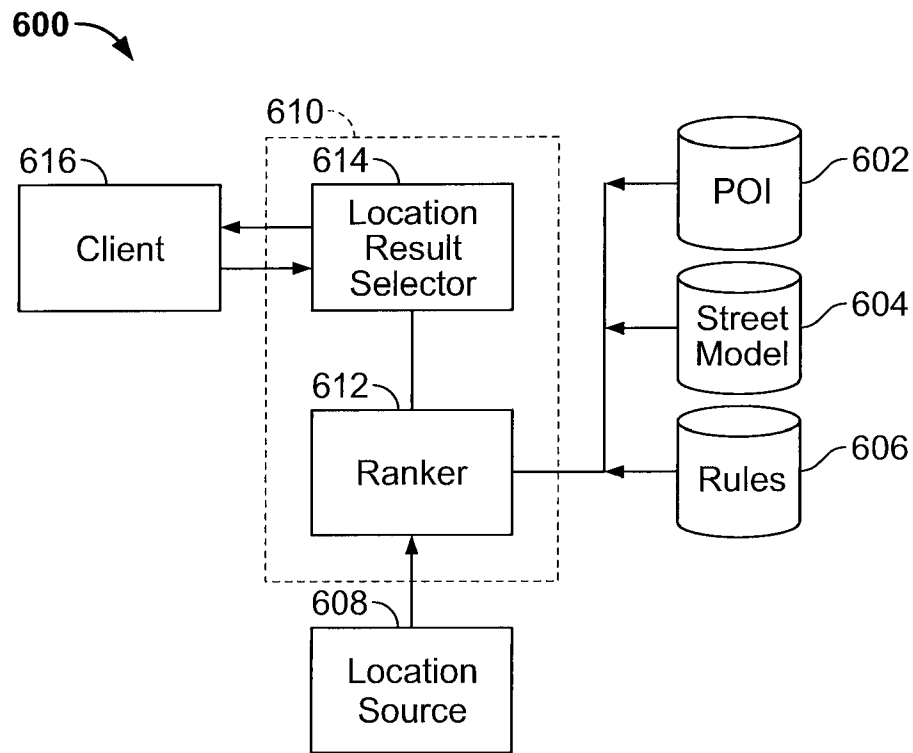 600
610
616
614
602
Client
Location
Result
Selector
POI
604
Street
Model
612
606
Ranker
Rules
608
Location
Source